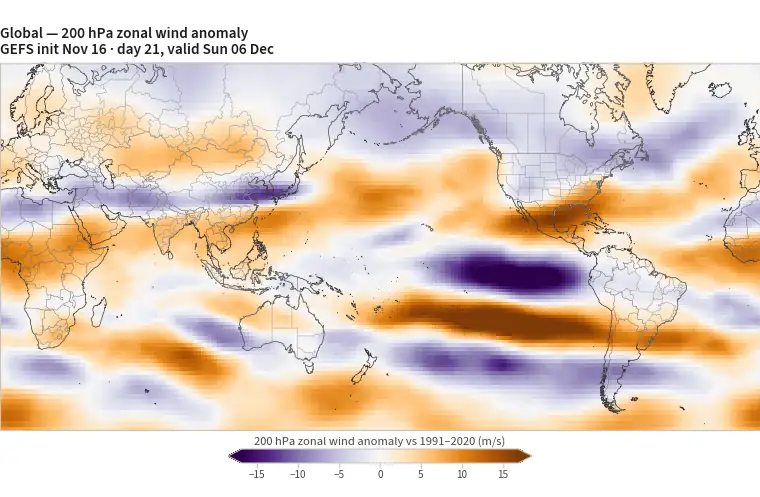 Global — 200 hPa zonal wind anomaly
GEFS init Nov 16 · day 21, valid Sun 06 Dec
200 hPa zonal wind anomaly vs 1991–2020 (m/s)
−15 −10 −5 0 5 10 15